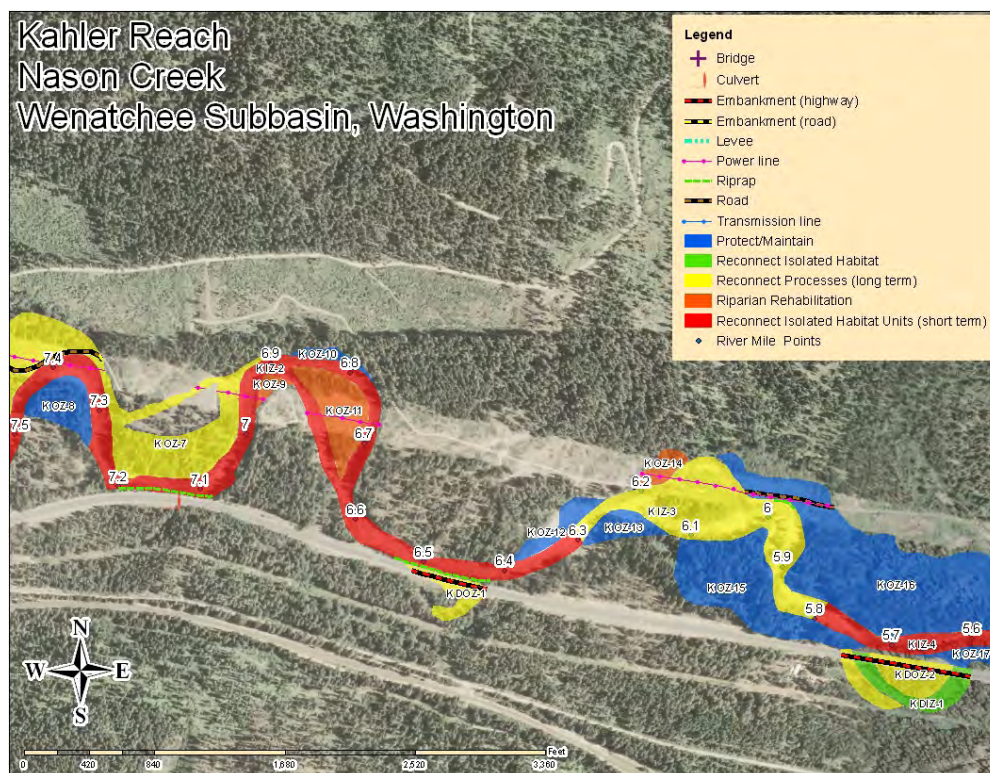 Kahler Reach
Nason Creek
Wenatchee Subbasin, Washington
Legend
Bridge
Culvert
Embankment (highway)
Embankment (road)
Levee
Power line
Riprap
Road
Transmission line
Protect/Maintain
Reconnect Isolated Habitat
Reconnect Processes (long term)
Riparian Rehabilitation
Reconnect Isolated Habitat Units (short term)
River Mile Points
6.9
KOZ-10
6.8
7.4
KIZ-2
KOZ-9
7.3
KOZ-8
KOZ-11
7.5
7
6.7
KOZ-7
KOZ-14
7.2
7.1
6.2
6
6.6
KIZ-3
6.1
KOZ-12
6.3
KOZ-13
6.5
6.4
5.9
KOZ-15
KOZ-16
KDOZ-1
5.8
5.7
KIZ-4
5.6
KOZ-17
KDOZ-2
KDIZ-1
N
W E
S
Feet
0 420 840 1,680 2,520 3,360